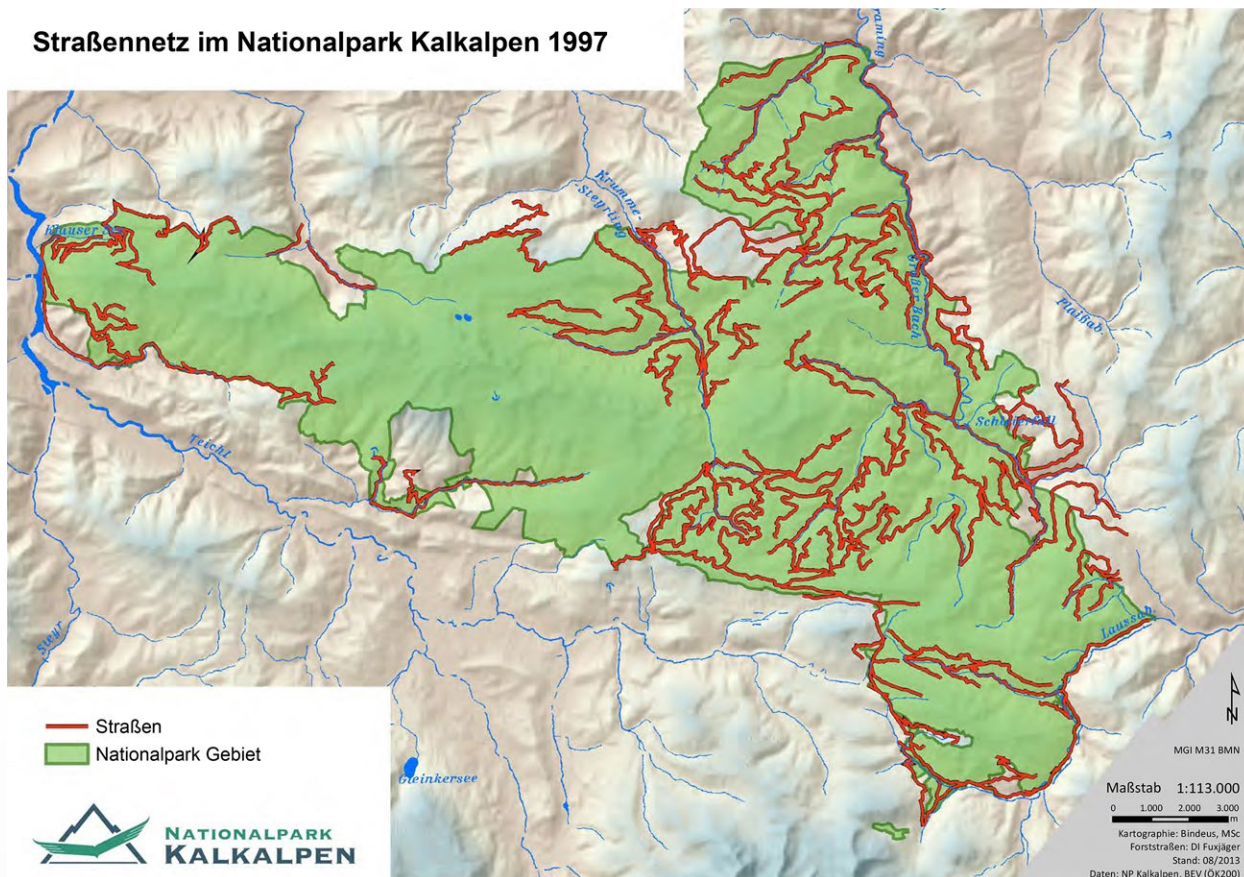 Straßennetz im Nationalpark Kalkalpen 1997
raming
Krumme-
Steyrling
Klauser See
Großer Bach
Plaißab.
Schleierfall
Teichl
Steyr
Laussab.
Gleinkersee
Straßen
Nationalpark Gebiet
NATIONALPARK
KALKALPEN
N
MGI M31 BMN
Maßstab 1:113.000
0 1.000 2.000 3.000
m
Kartographie: Bindeus, MSc
Forststraßen: DI Fuxjäger
Stand: 08/2013
Daten: NP Kalkalpen, BEV (ÖK200)